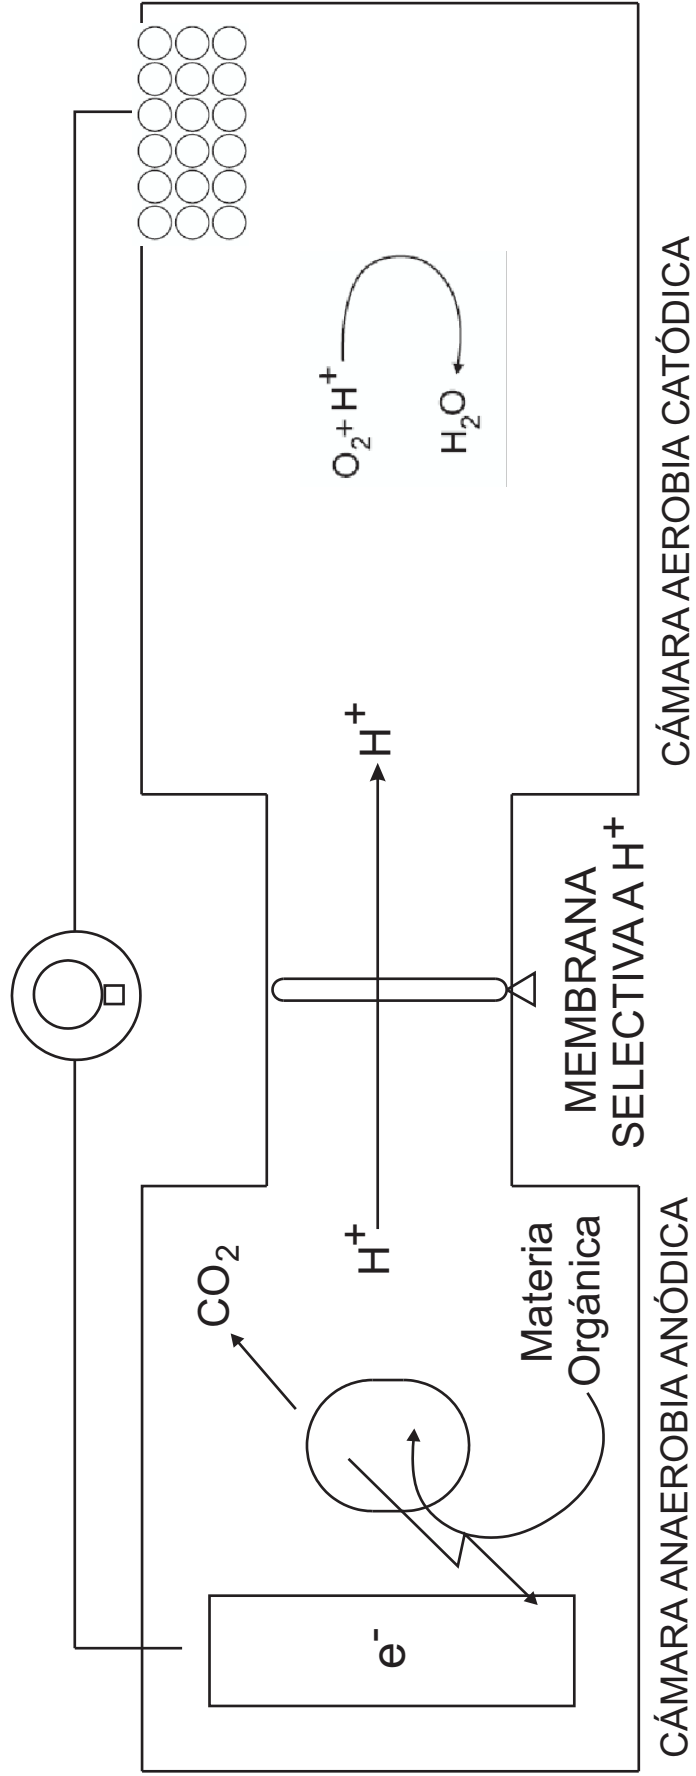 e⁻
CO₂
H⁺
Materia
Orgánica
H⁺
MEMBRANA
SELECTIVA A H⁺
O₂+ H⁺
H₂O
CÁMARA ANAEROBIA ANÓDICA
CÁMARA AEROBIA CATÓDICA